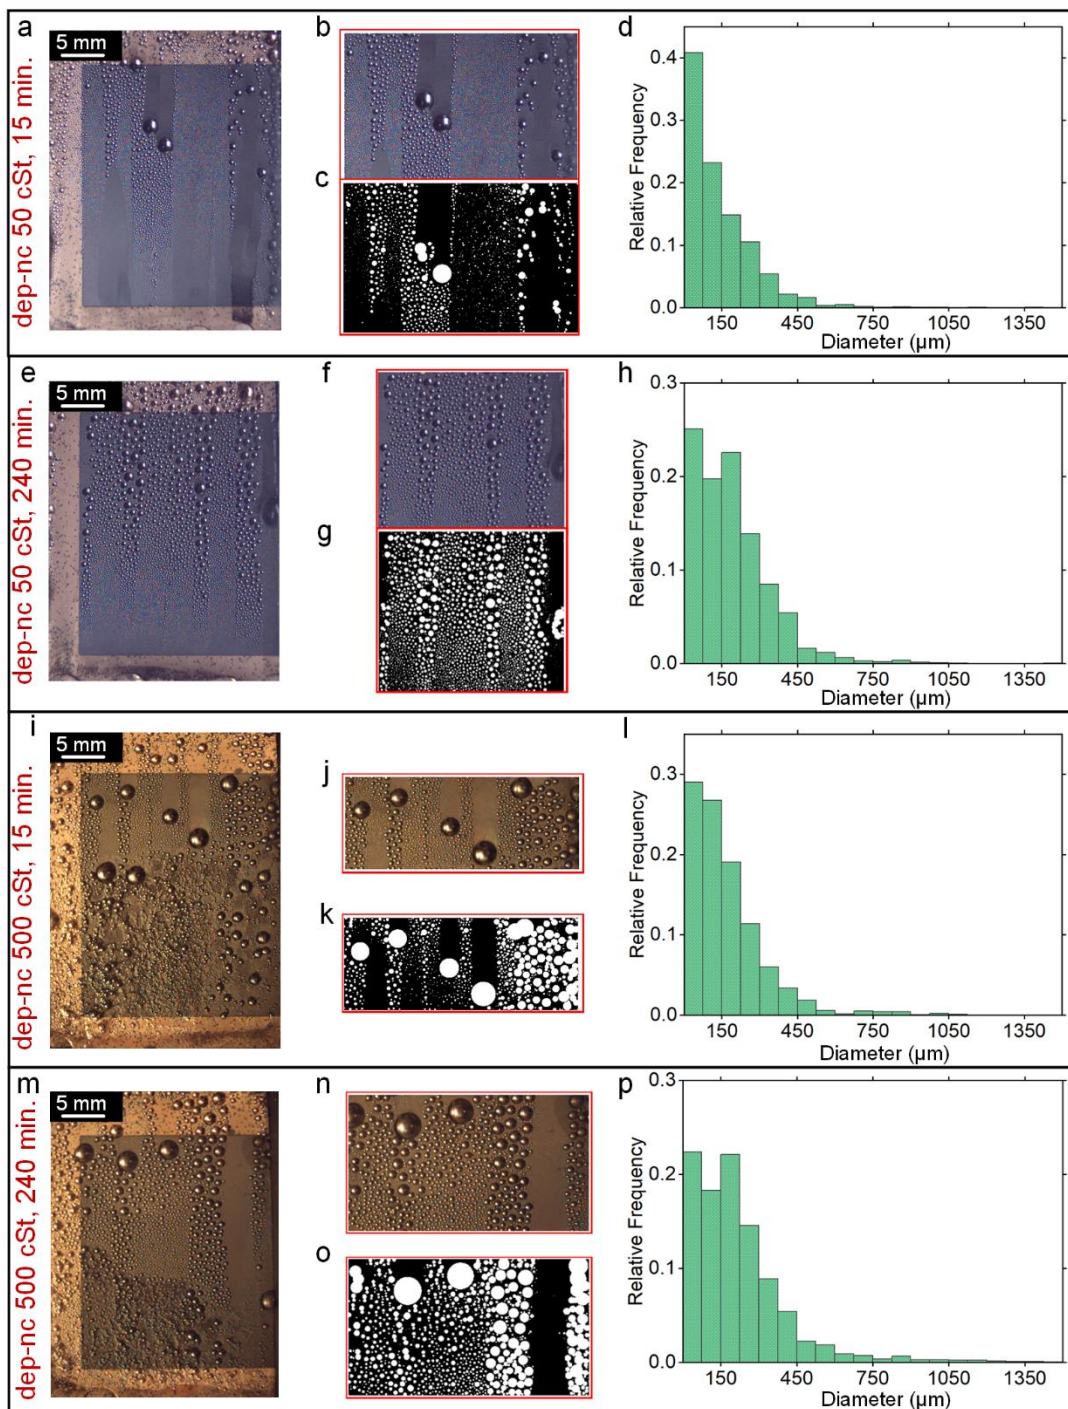 a
5 mm
dep-nc 50 cSt, 15 min.
b
c
d
Relative Frequency
0.4
0.3
0.2
0.1
0.0
150 450 750 1050 1350
Diameter (µm)
e
5 mm
dep-nc 50 cSt, 240 min.
f
g
h
Relative Frequency
0.3
0.2
0.1
0.0
150 450 750 1050 1350
Diameter (µm)
i
5 mm
dep-nc 500 cSt, 15 min.
j
k
l
Relative Frequency
0.3
0.2
0.1
0.0
150 450 750 1050 1350
Diameter (µm)
m
5 mm
dep-nc 500 cSt, 240 min.
n
o
p
Relative Frequency
0.3
0.2
0.1
0.0
150 450 750 1050 1350
Diameter (µm)